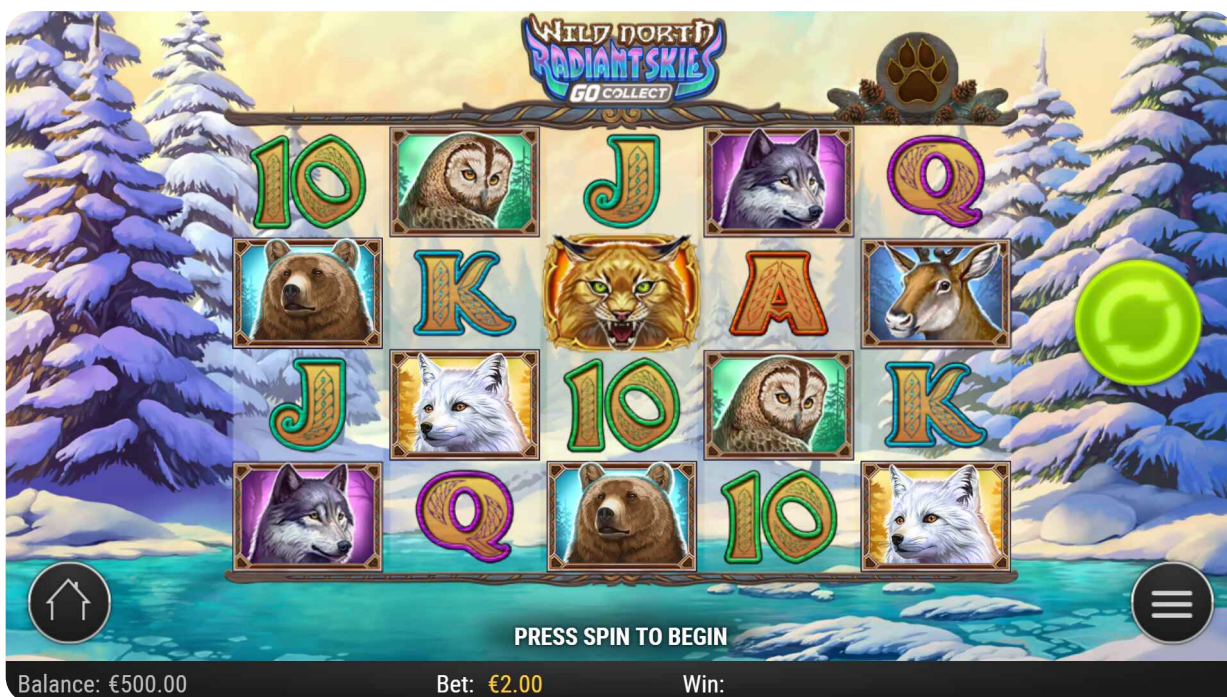 WILD NORTH
RADIANT SKIES
GO COLLECT
10 J Q
K A
J 10 K
Q 10
PRESS SPIN TO BEGIN
Balance: €500.00 Bet: €2.00 Win: